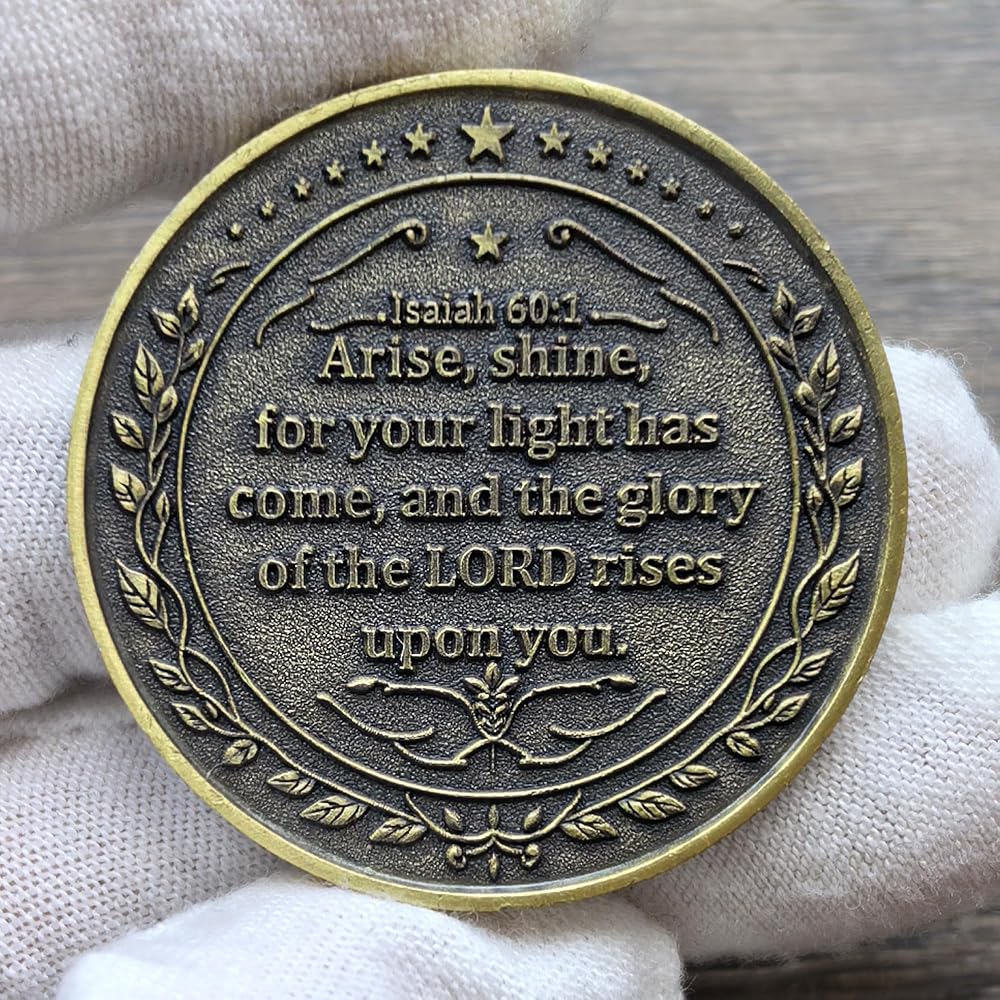 Isaiah 60:1
Arise, shine,
for your light has
come, and the glory
of the LORD rises
upon you.